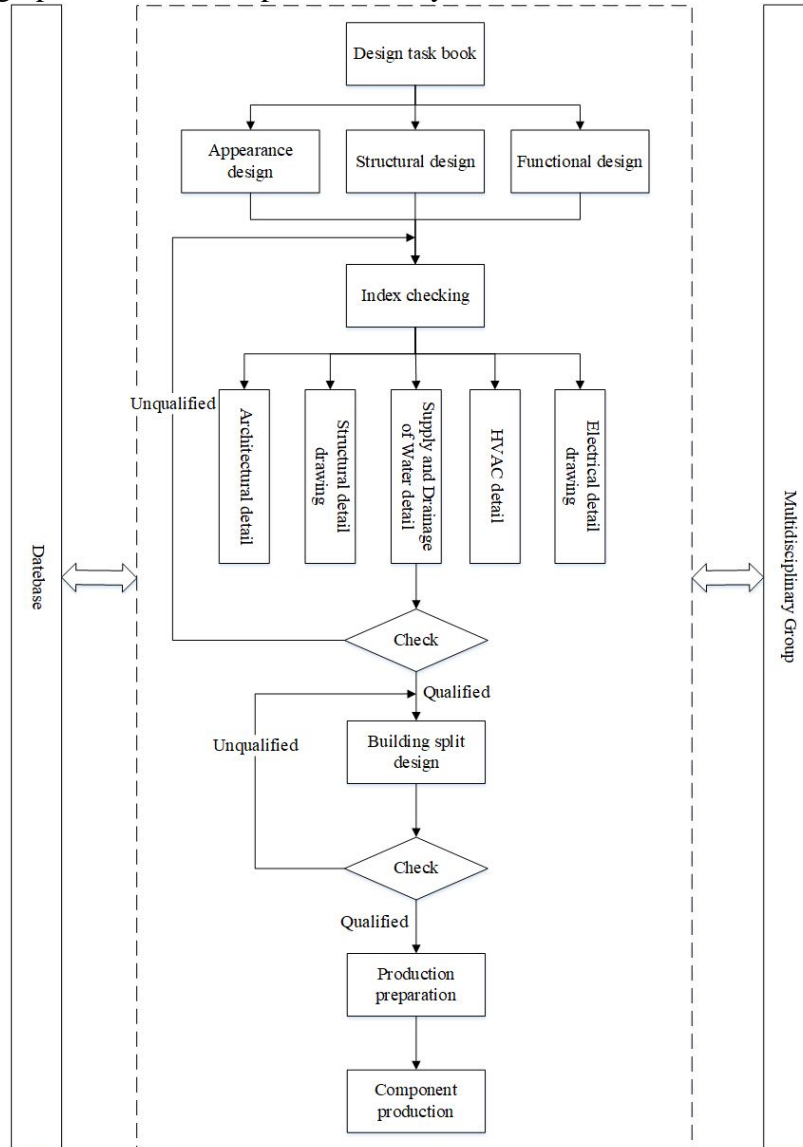 Design task book
Appearance
design
Structural design
Functional design
Index checking
Unqualified
Architectural detail
Structural detail
drawing
Supply and Drainage
of Water detail
HVAC detail
Electrical detail
drawing
Datebase
Multidisciplinary Group
Check
Qualified
Unqualified
Building split
design
Check
Qualified
Production
preparation
Component
production